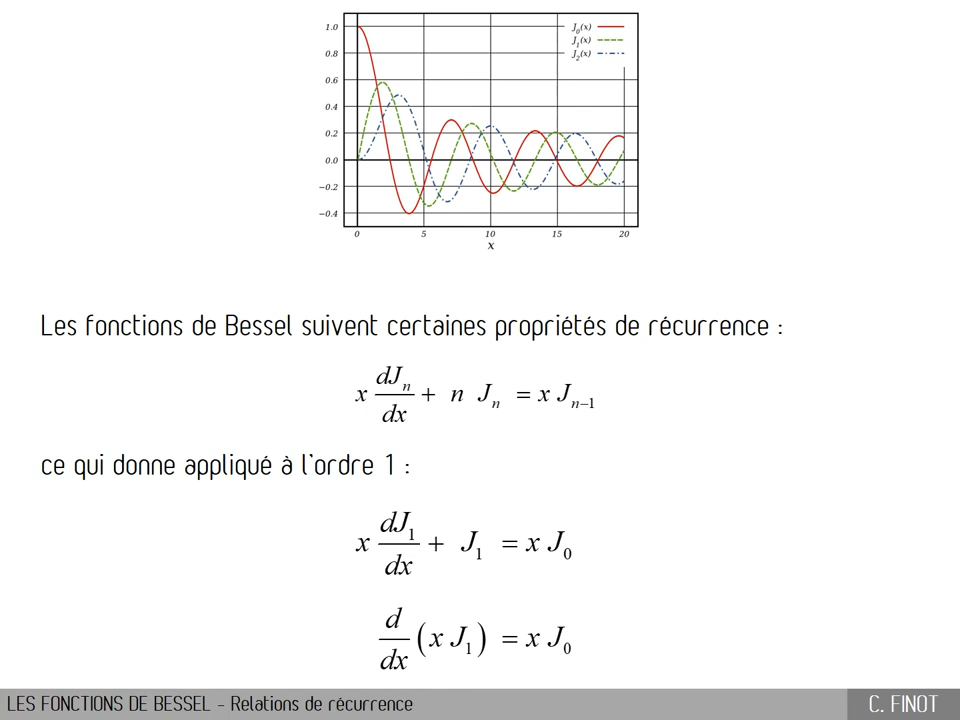 1.0
0.8
0.6
0.4
0.2
0.0
−0.2
−0.4
J₀(x)
J₁(x)
J₂(x)
0 5 10 15 20
x
Les fonctions de Bessel suivent certaines propriétés de récurrence :
x dJₙ/dx + n Jₙ = x Jₙ₋₁
ce qui donne appliqué à l'ordre 1 :
x dJ₁/dx + J₁ = x J₀
d/dx (x J₁) = x J₀
LES FONCTIONS DE BESSEL - Relations de récurrence
C. FINOT